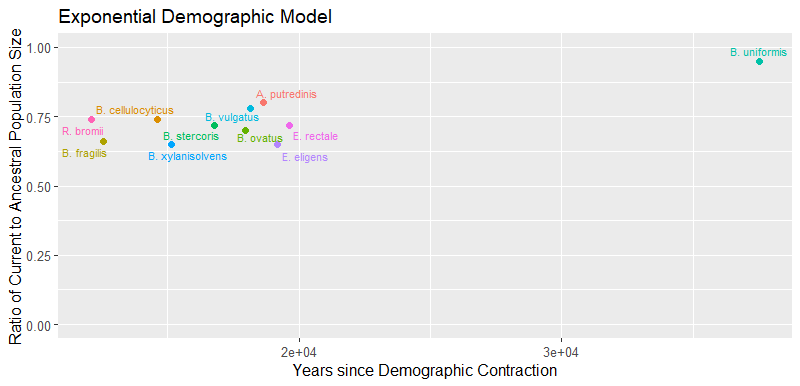 Exponential Demographic Model
Ratio of Current to Ancestral Population Size
1.00
0.75
0.50
0.25
0.00
B. uniformis
A. putredinis
B. cellulocyticus
B. vulgatus
R. bromii
B. stercoris
B. ovatus
E. rectale
B. fragilis
B. xylanisolvens
E. eligens
2e+04
3e+04
Years since Demographic Contraction